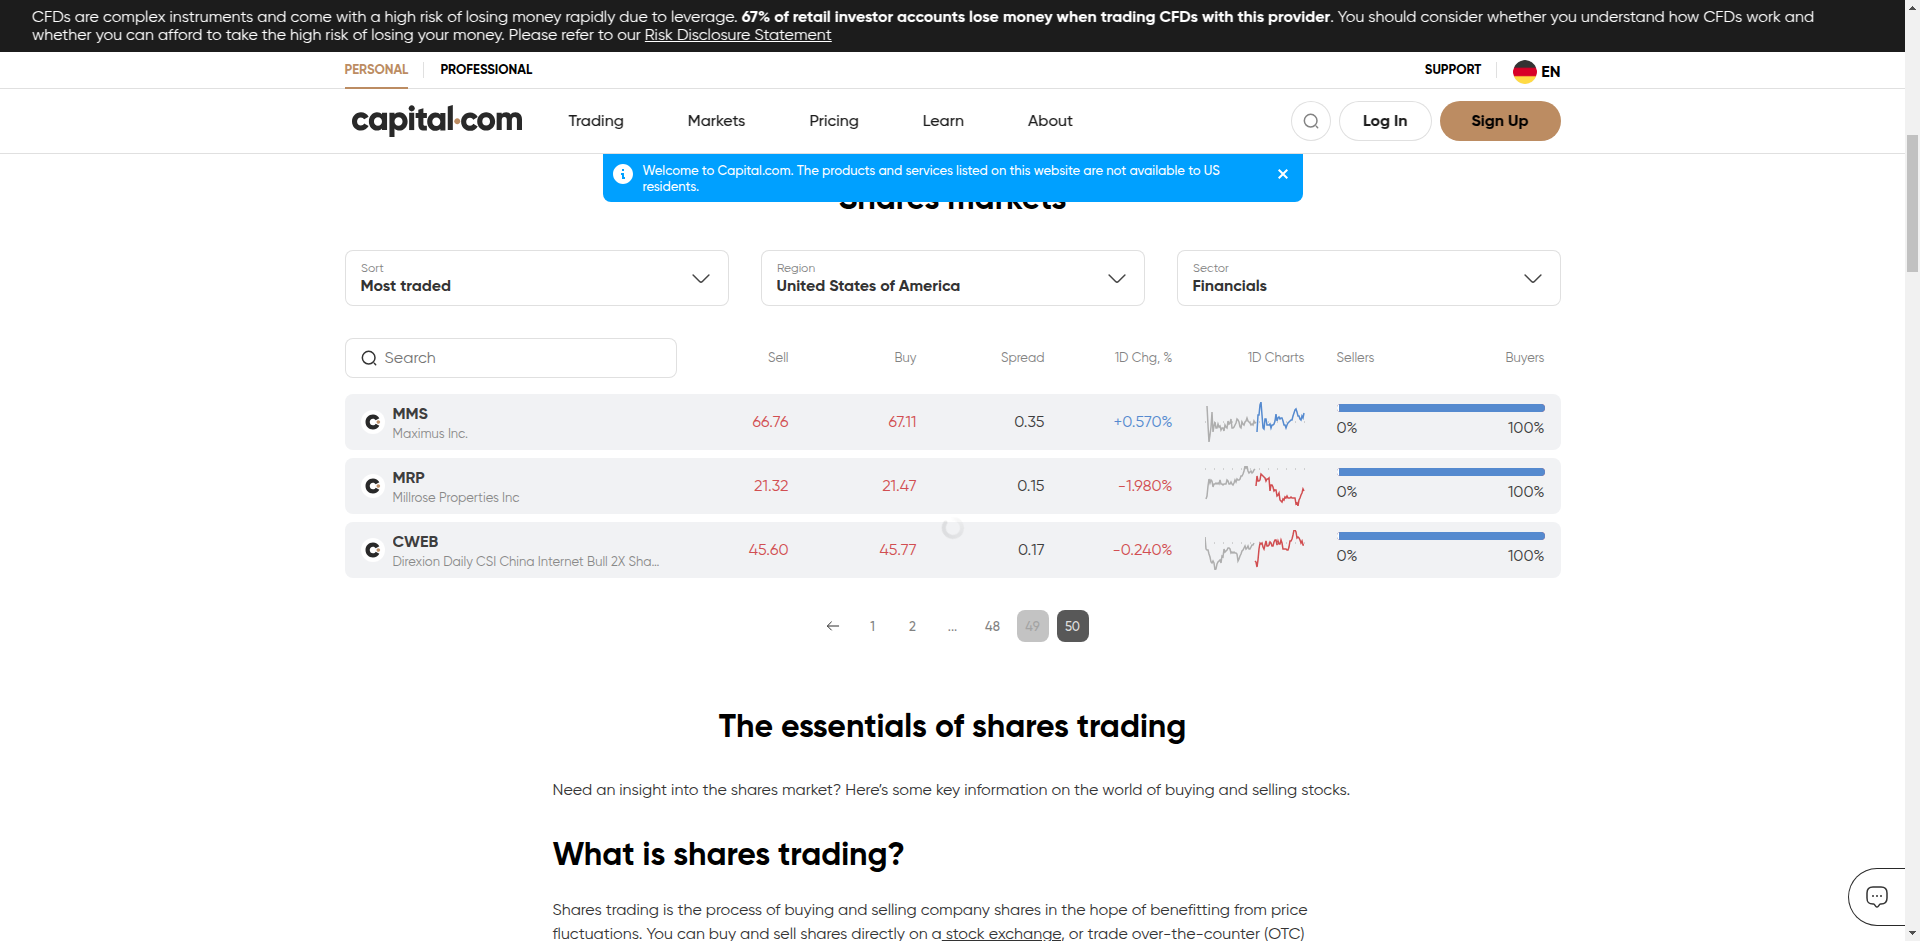 CFDs are complex instruments and come with a high risk of losing money rapidly due to leverage. 67% of retail investor accounts lose money when trading CFDs with this provider. You should consider whether you understand how CFDs work and
whether you can afford to take the high risk of losing your money. Please refer to our Risk Disclosure Statement
PERSONAL PROFESSIONAL SUPPORT EN
capital.com Trading Markets Pricing Learn About Log In Sign Up
Welcome to Capital.com. The products and services listed on this website are not available to US
residents.
Shares markets
Sort Region Sector
Most traded United States of America Financials
Search Sell Buy Spread 1D Chg, % 1D Charts Sellers Buyers
MMS
Maximus Inc.
66.76 67.11 0.35 +0.570% 0% 100%
MRP
Millrose Properties Inc
21.32 21.47 0.15 -1.980% 0% 100%
CWEB
Direxion Daily CSI China Internet Bull 2X Sha...
45.60 45.77 0.17 -0.240% 0% 100%
1 2 ... 48 49 50
The essentials of shares trading
Need an insight into the shares market? Here's some key information on the world of buying and selling stocks.
What is shares trading?
Shares trading is the process of buying and selling company shares in the hope of benefitting from price
fluctuations. You can buy and sell shares directly on a stock exchange, or trade over-the-counter (OTC)